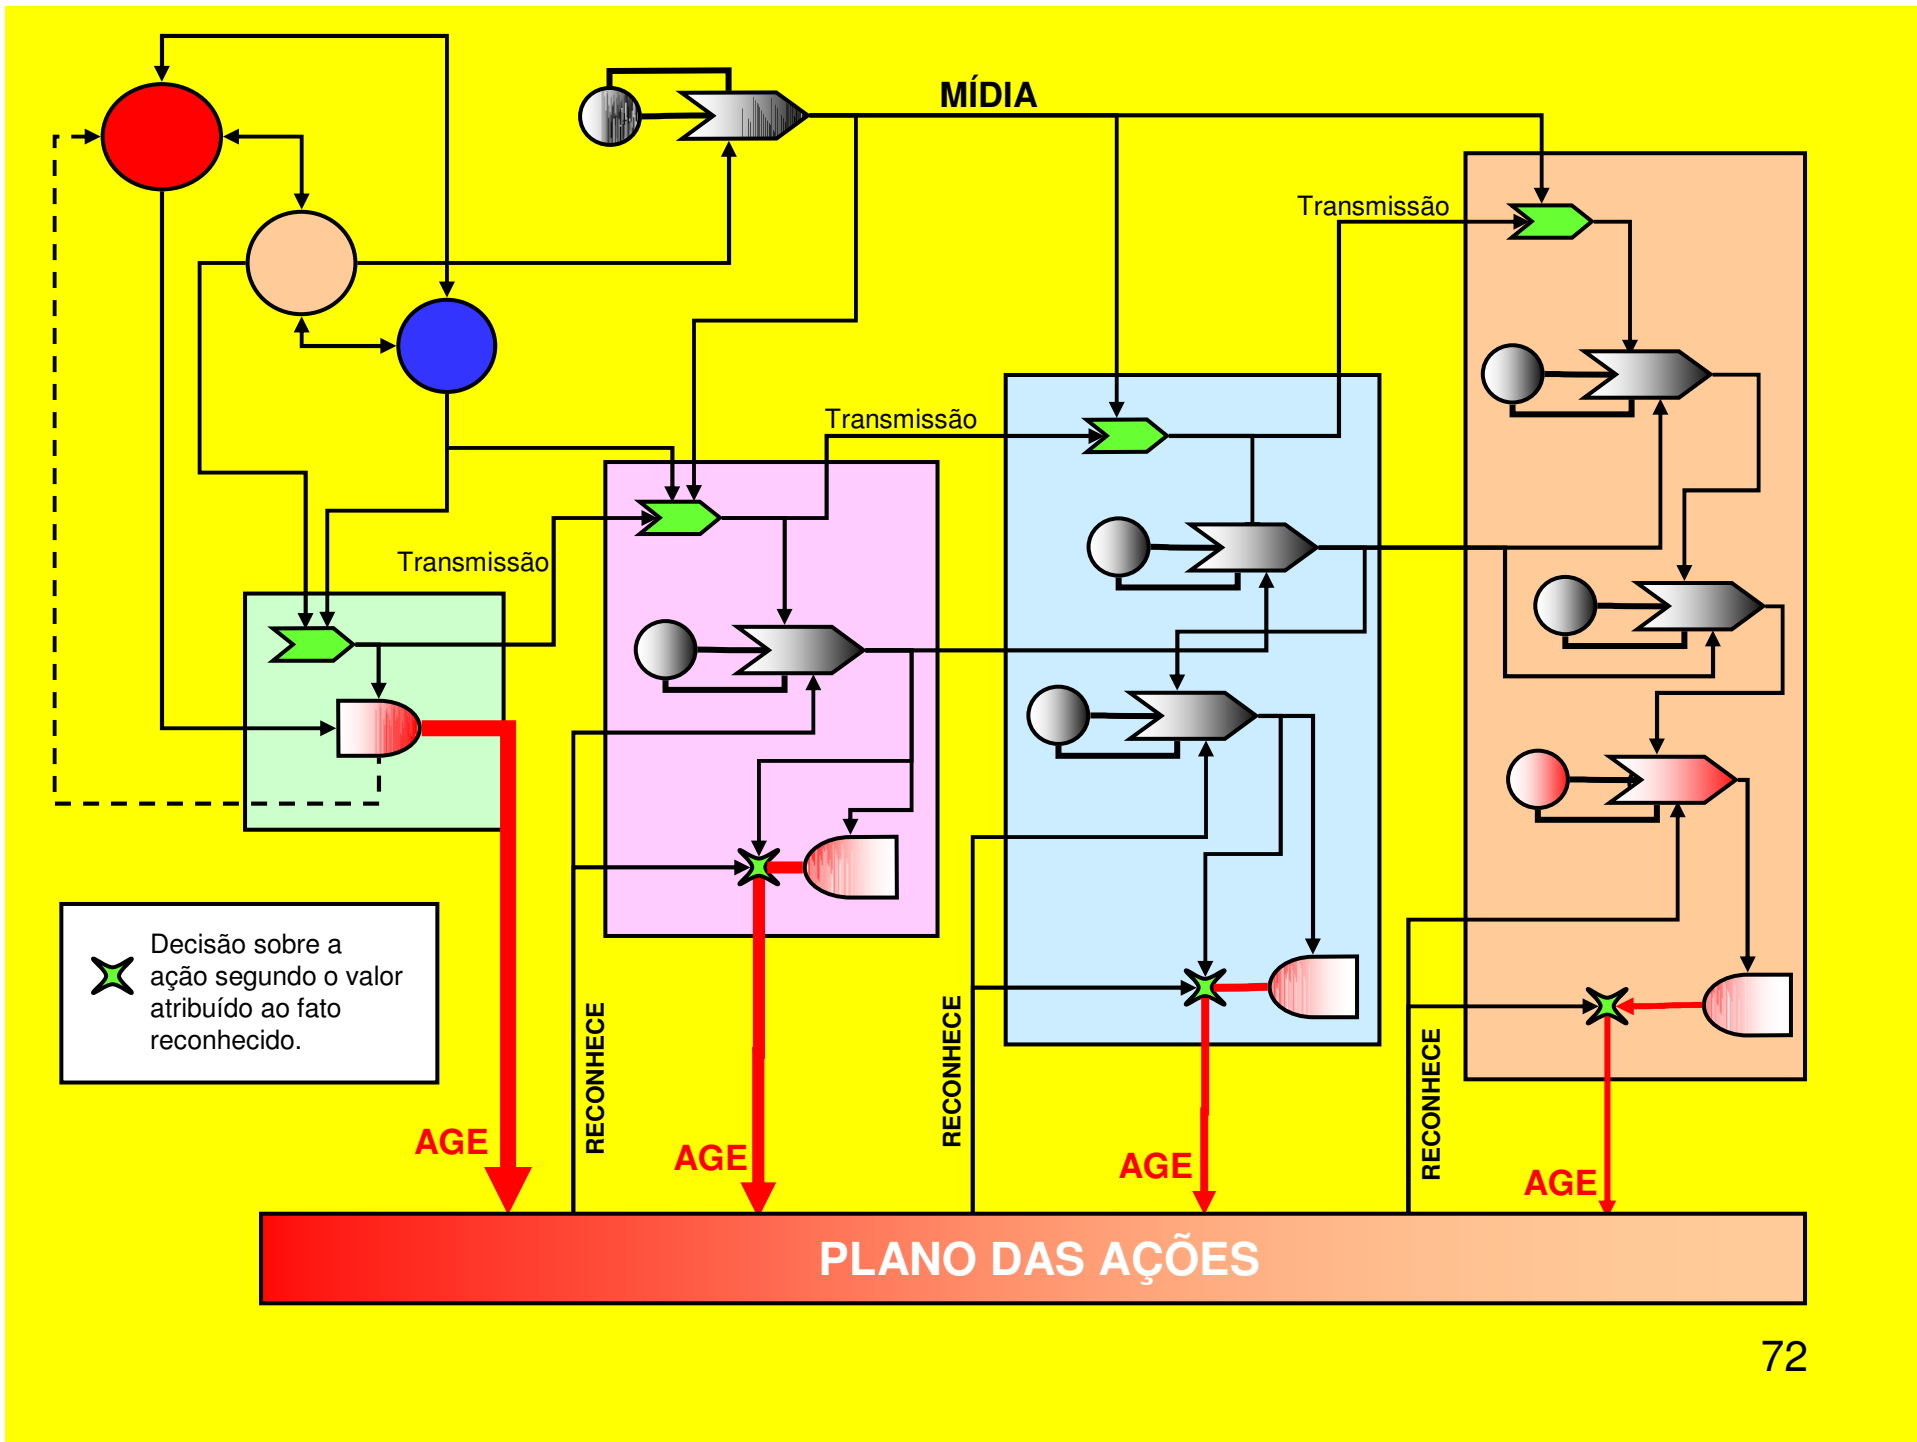 MÍDIA
Transmissão
Transmissão
Transmissão
Decisão sobre a
ação segundo o valor
atribuído ao fato
reconhecido.
RECONHECE
RECONHECE
RECONHECE
AGE
AGE
AGE
AGE
PLANO DAS AÇÕES
72